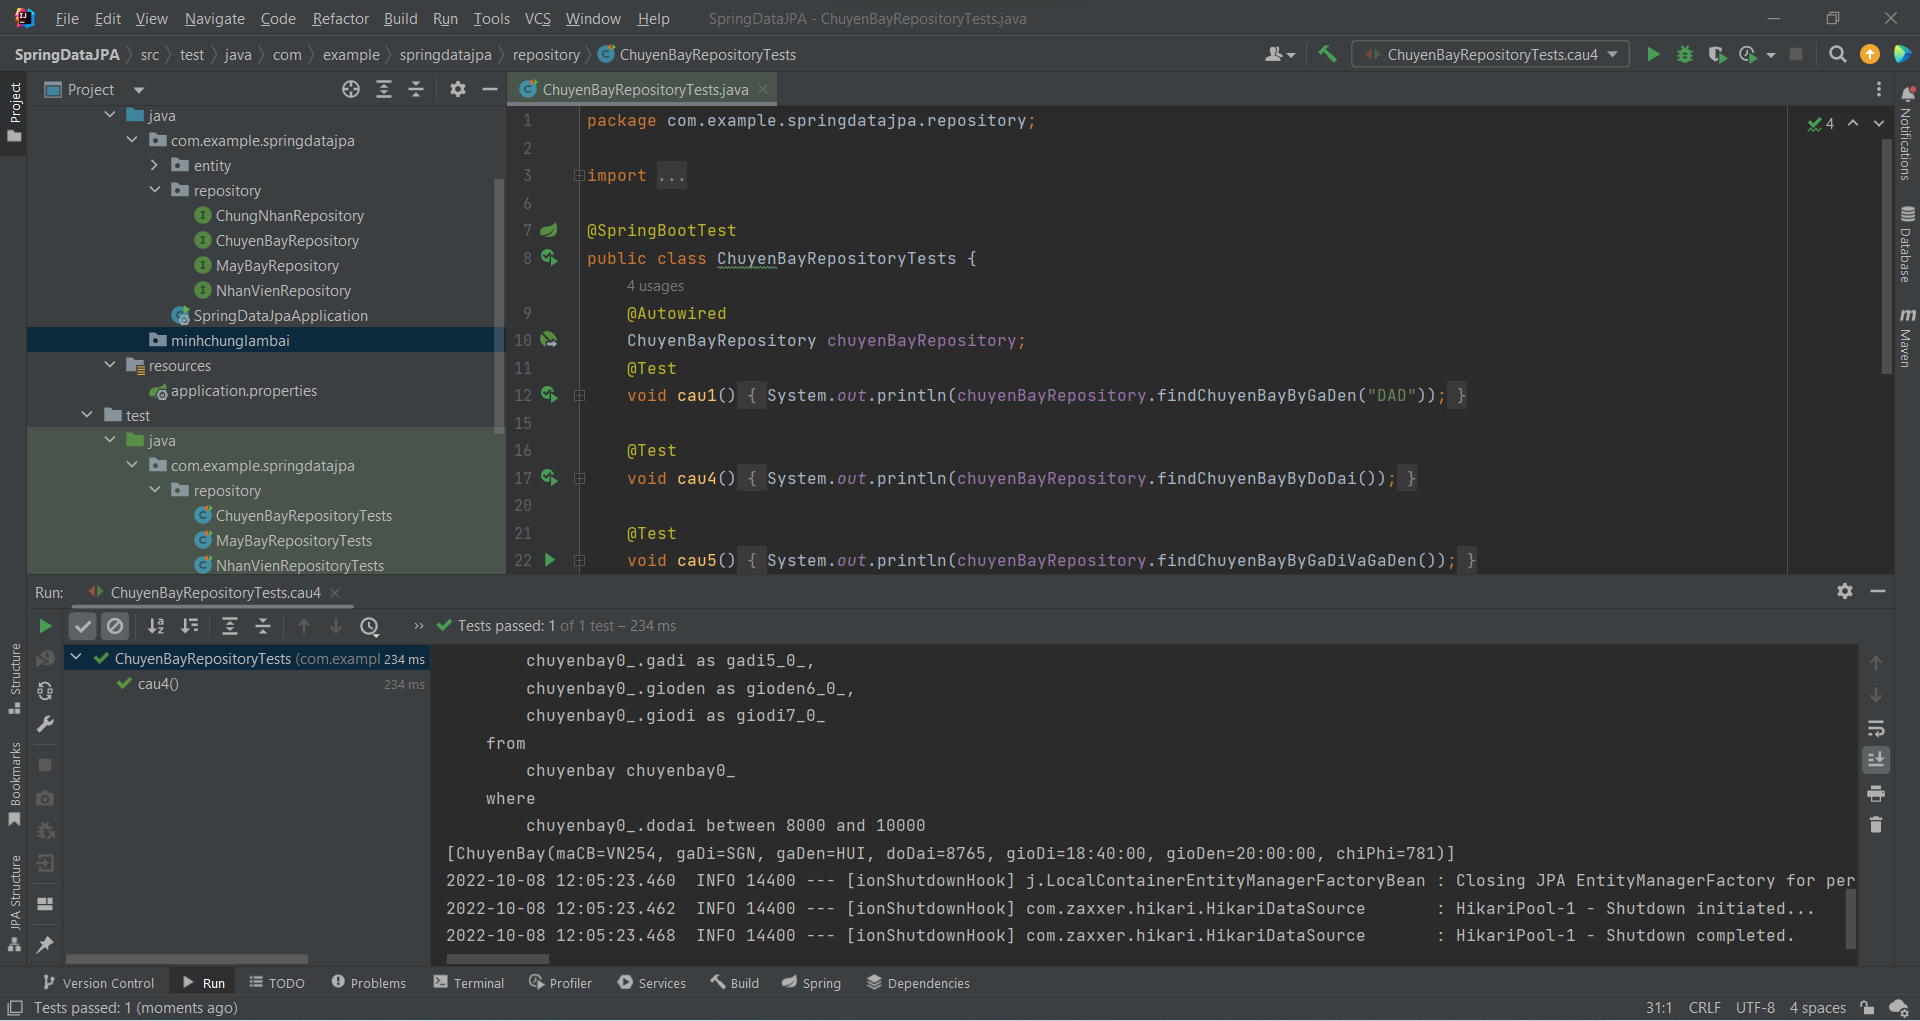 File Edit View Navigate Code Refactor Build Run Tools VCS Window Help SpringDataJPA - ChuyenBayRepositoryTests.java
SpringDataJPA src test java com example springdatajpa repository ChuyenBayRepositoryTests ChuyenBayRepositoryTests.cau4
Project
Project
java
com.example.springdatajpa
entity
repository
ChungNhanRepository
ChuyenBayRepository
MayBayRepository
NhanVienRepository
SpringDataJpaApplication
minhchunglambai
resources
application.properties
test
java
com.example.springdatajpa
repository
ChuyenBayRepositoryTests
MayBayRepositoryTests
NhanVienRepositoryTests
ChuyenBayRepositoryTests.java
4
1 package com.example.springdatajpa.repository;
2
3 import ...
6
7 @SpringBootTest
8 public class ChuyenBayRepositoryTests {
4 usages
9 @Autowired
10 ChuyenBayRepository chuyenBayRepository;
11 @Test
12 void cau1() { System.out.println(chuyenBayRepository.findChuyenBayByGaDen("DAD")); }
15
16 @Test
17 void cau4() { System.out.println(chuyenBayRepository.findChuyenBayByDoDai()); }
20
21 @Test
22 void cau5() { System.out.println(chuyenBayRepository.findChuyenBayByGaDiVaGaDen()); }
Notifications
Database
m Maven
Run: ChuyenBayRepositoryTests.cau4
Tests passed: 1 of 1 test – 234 ms
ChuyenBayRepositoryTests (com.exampl 234 ms
cau4() 234 ms
chuyenbay0_.gadi as gadi5_0_,
chuyenbay0_.gioden as gioden6_0_,
chuyenbay0_.giodi as giodi7_0_
from
chuyenbay chuyenbay0_
where
chuyenbay0_.dodai between 8000 and 10000
[ChuyenBay(maCB=VN254, gaDi=SGN, gaDen=HUI, doDai=8765, gioDi=18:40:00, gioDen=20:00:00, chiPhi=781)]
2022-10-08 12:05:23.460 INFO 14400 --- [ionShutdownHook] j.LocalContainerEntityManagerFactoryBean : Closing JPA EntityManagerFactory for per
2022-10-08 12:05:23.462 INFO 14400 --- [ionShutdownHook] com.zaxxer.hikari.HikariDataSource : HikariPool-1 - Shutdown initiated...
2022-10-08 12:05:23.468 INFO 14400 --- [ionShutdownHook] com.zaxxer.hikari.HikariDataSource : HikariPool-1 - Shutdown completed.
Structure
Bookmarks
JPA Structure
Version Control Run TODO Problems Terminal Profiler Services Build Spring Dependencies
Tests passed: 1 (moments ago) 31:1 CRLF UTF-8 4 spaces